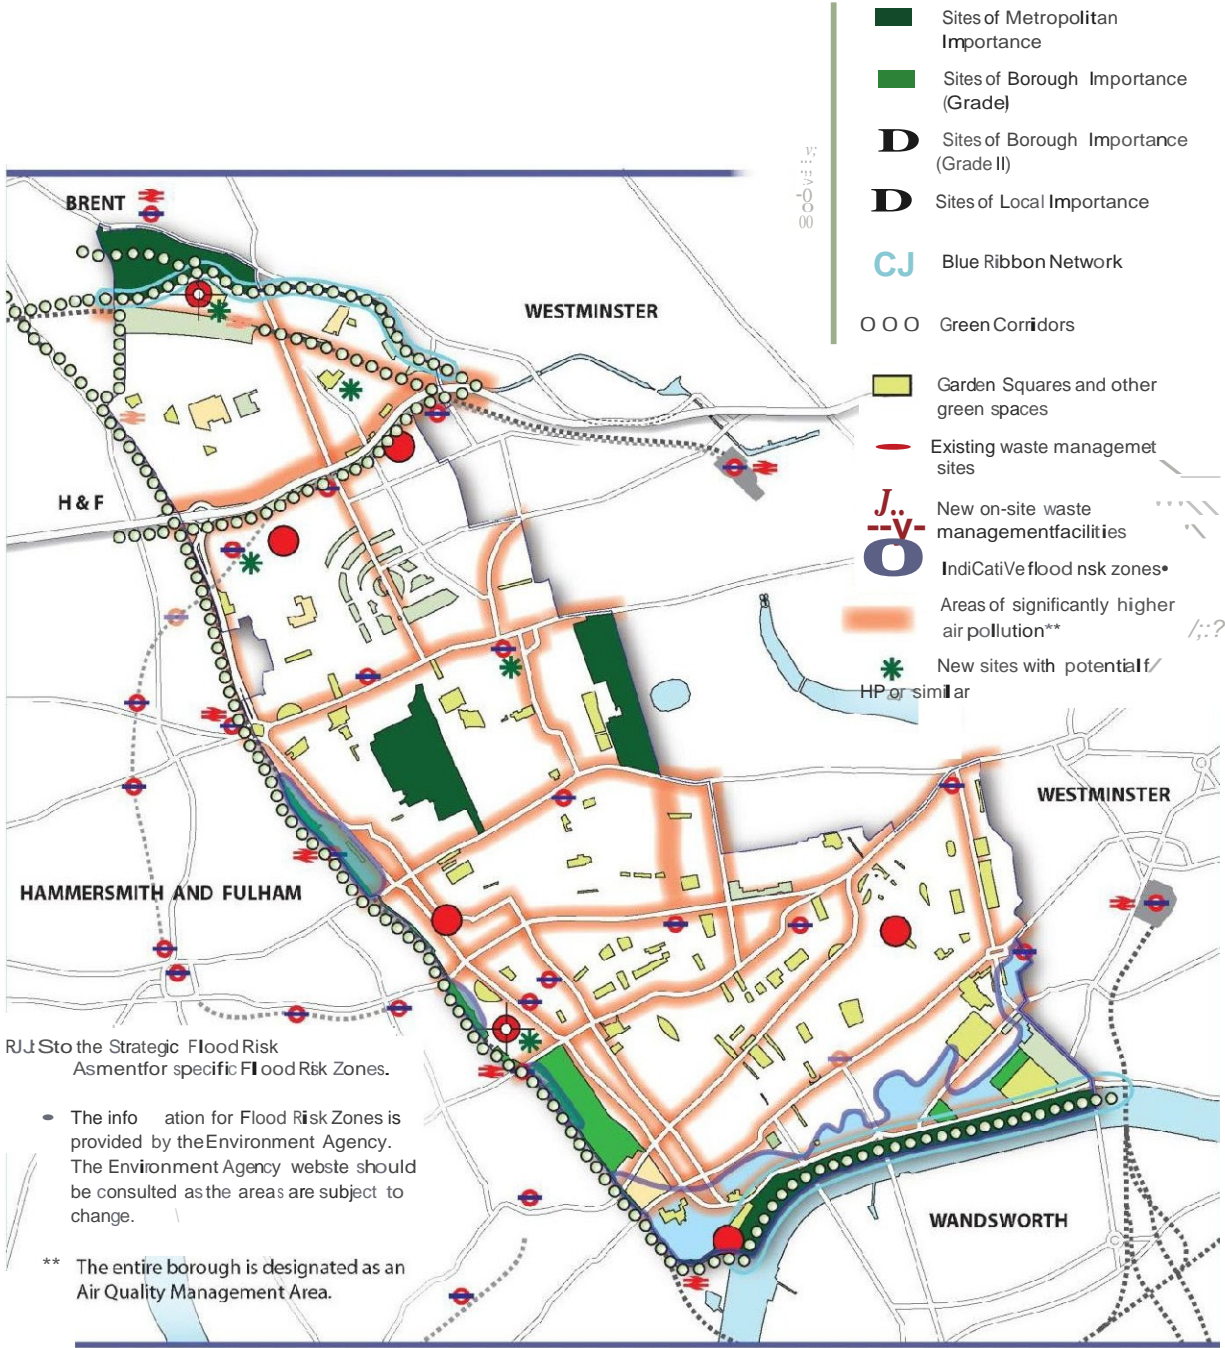 Sites of Metropolitan
Importance
Sites of Borough Importance
(Grade)
D
Sites of Borough Importance
(Grade II)
D
Sites of Local Importance
CJ
Blue Ribbon Network
O O O
Green Corridors
Garden Squares and other
green spaces
Existing waste managemet
sites
J..
--v-
New on-site waste
managementfacilities
O
IndiCatiVe flood nsk zones•
Areas of significantly higher
air pollution**
New sites with potential f/
HP or similar
/;:?
BRENT
WESTMINSTER
H & F
WESTMINSTER
HAMMERSMITH AND FULHAM
WANDSWORTH
RJJ:Sto the Strategic Flood Risk
Asmentfor specific Flood Risk Zones.
The info ation for Flood Risk Zones is
provided by the Environment Agency.
The Environment Agency webste should
be consulted as the areas are subject to
change.
** The entire borough is designated as an
Air Quality Management Area.